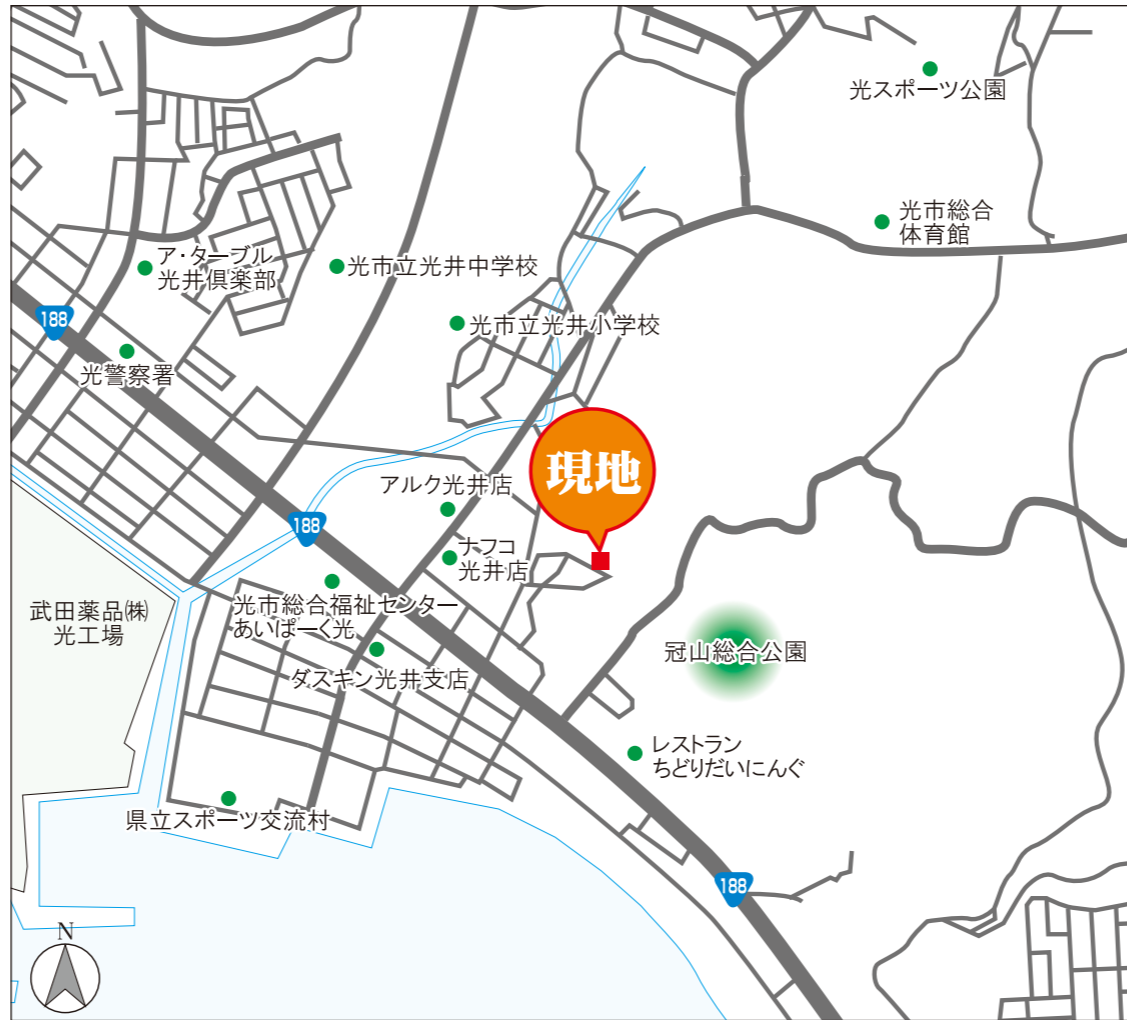 光スポーツ公園
光市総合
体育館
ア・ターブル
光井倶楽部
光市立光井中学校
188
光市立光井小学校
光警察署
現地
アルク光井店
188
ナフコ
光井店
武田薬品㈱
光工場
光市総合福祉センター
あいぱーく光
冠山総合公園
ダスキン光井支店
レストラン
ちどりだいにんぐ
県立スポーツ交流村
188
N